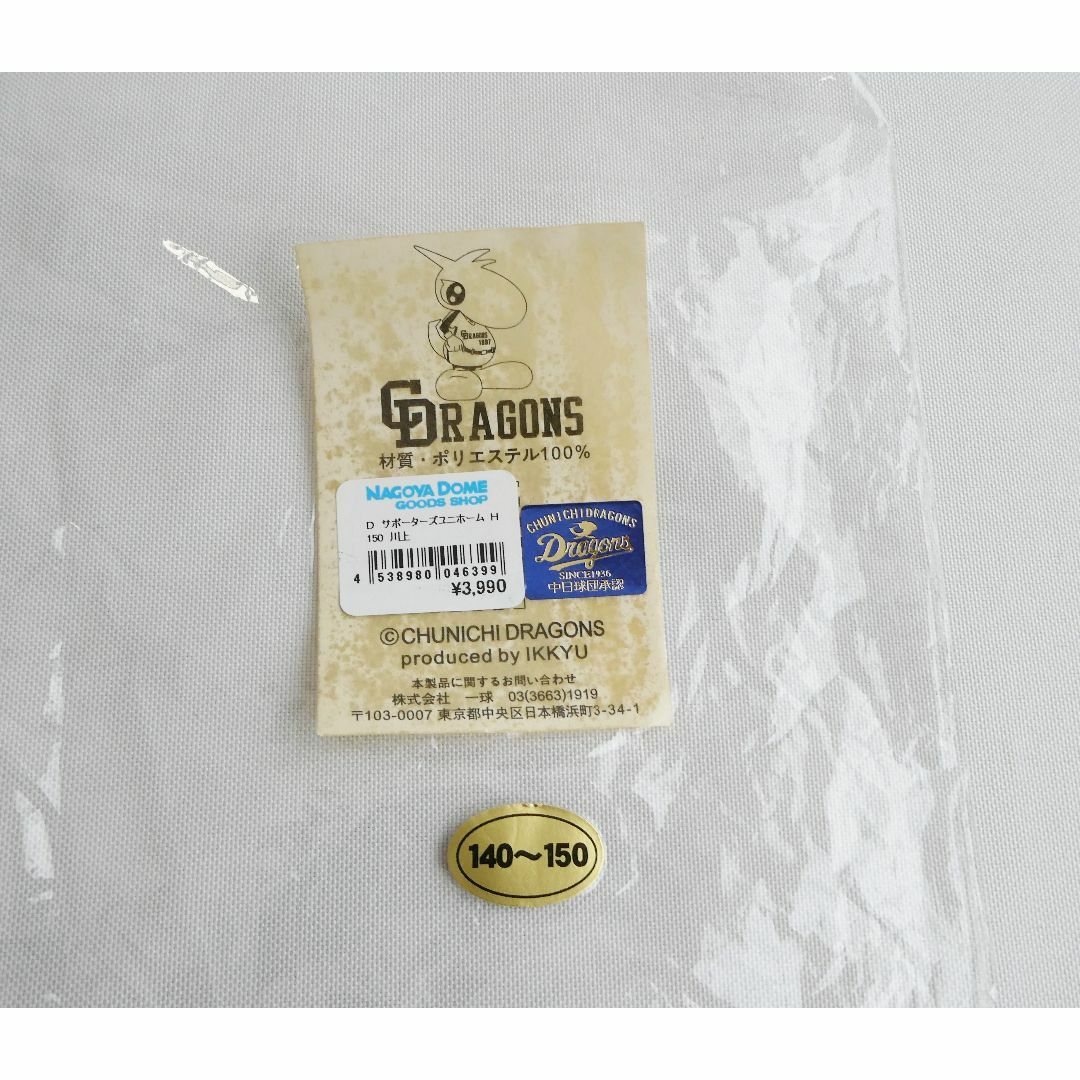 DRAGONS
1997
CDRAGONS
材質・ポリエステル100%
NAGOYA DOME
GOODS SHOP
D サポーターズユニホーム H
150 川上
4 538980 046399
¥3,990
CHUNICHIDRAGONS
Dragons
SINCE1936
中日球団承認
©CHUNICHI DRAGONS
produced by IKKYU
本製品に関するお問い合わせ
株式会社 一球 03(3663)1919
〒103-0007 東京都中央区日本橋浜町3-34-1
140〜150